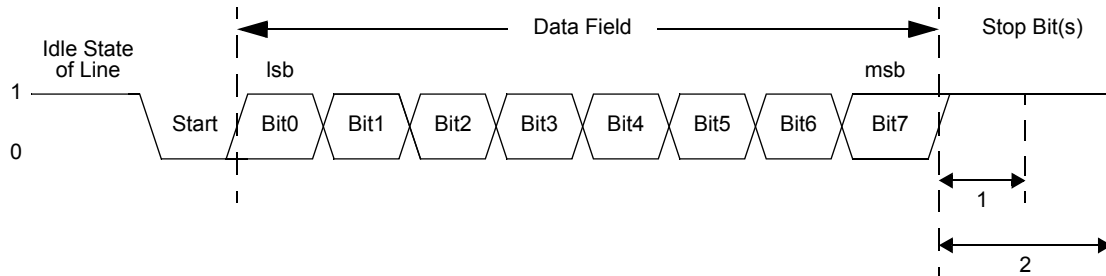 Data Field
Stop Bit(s)
Idle State
of Line
lsb
msb
1
Start
Bit0
Bit1
Bit2
Bit3
Bit4
Bit5
Bit6
Bit7
0
1
2